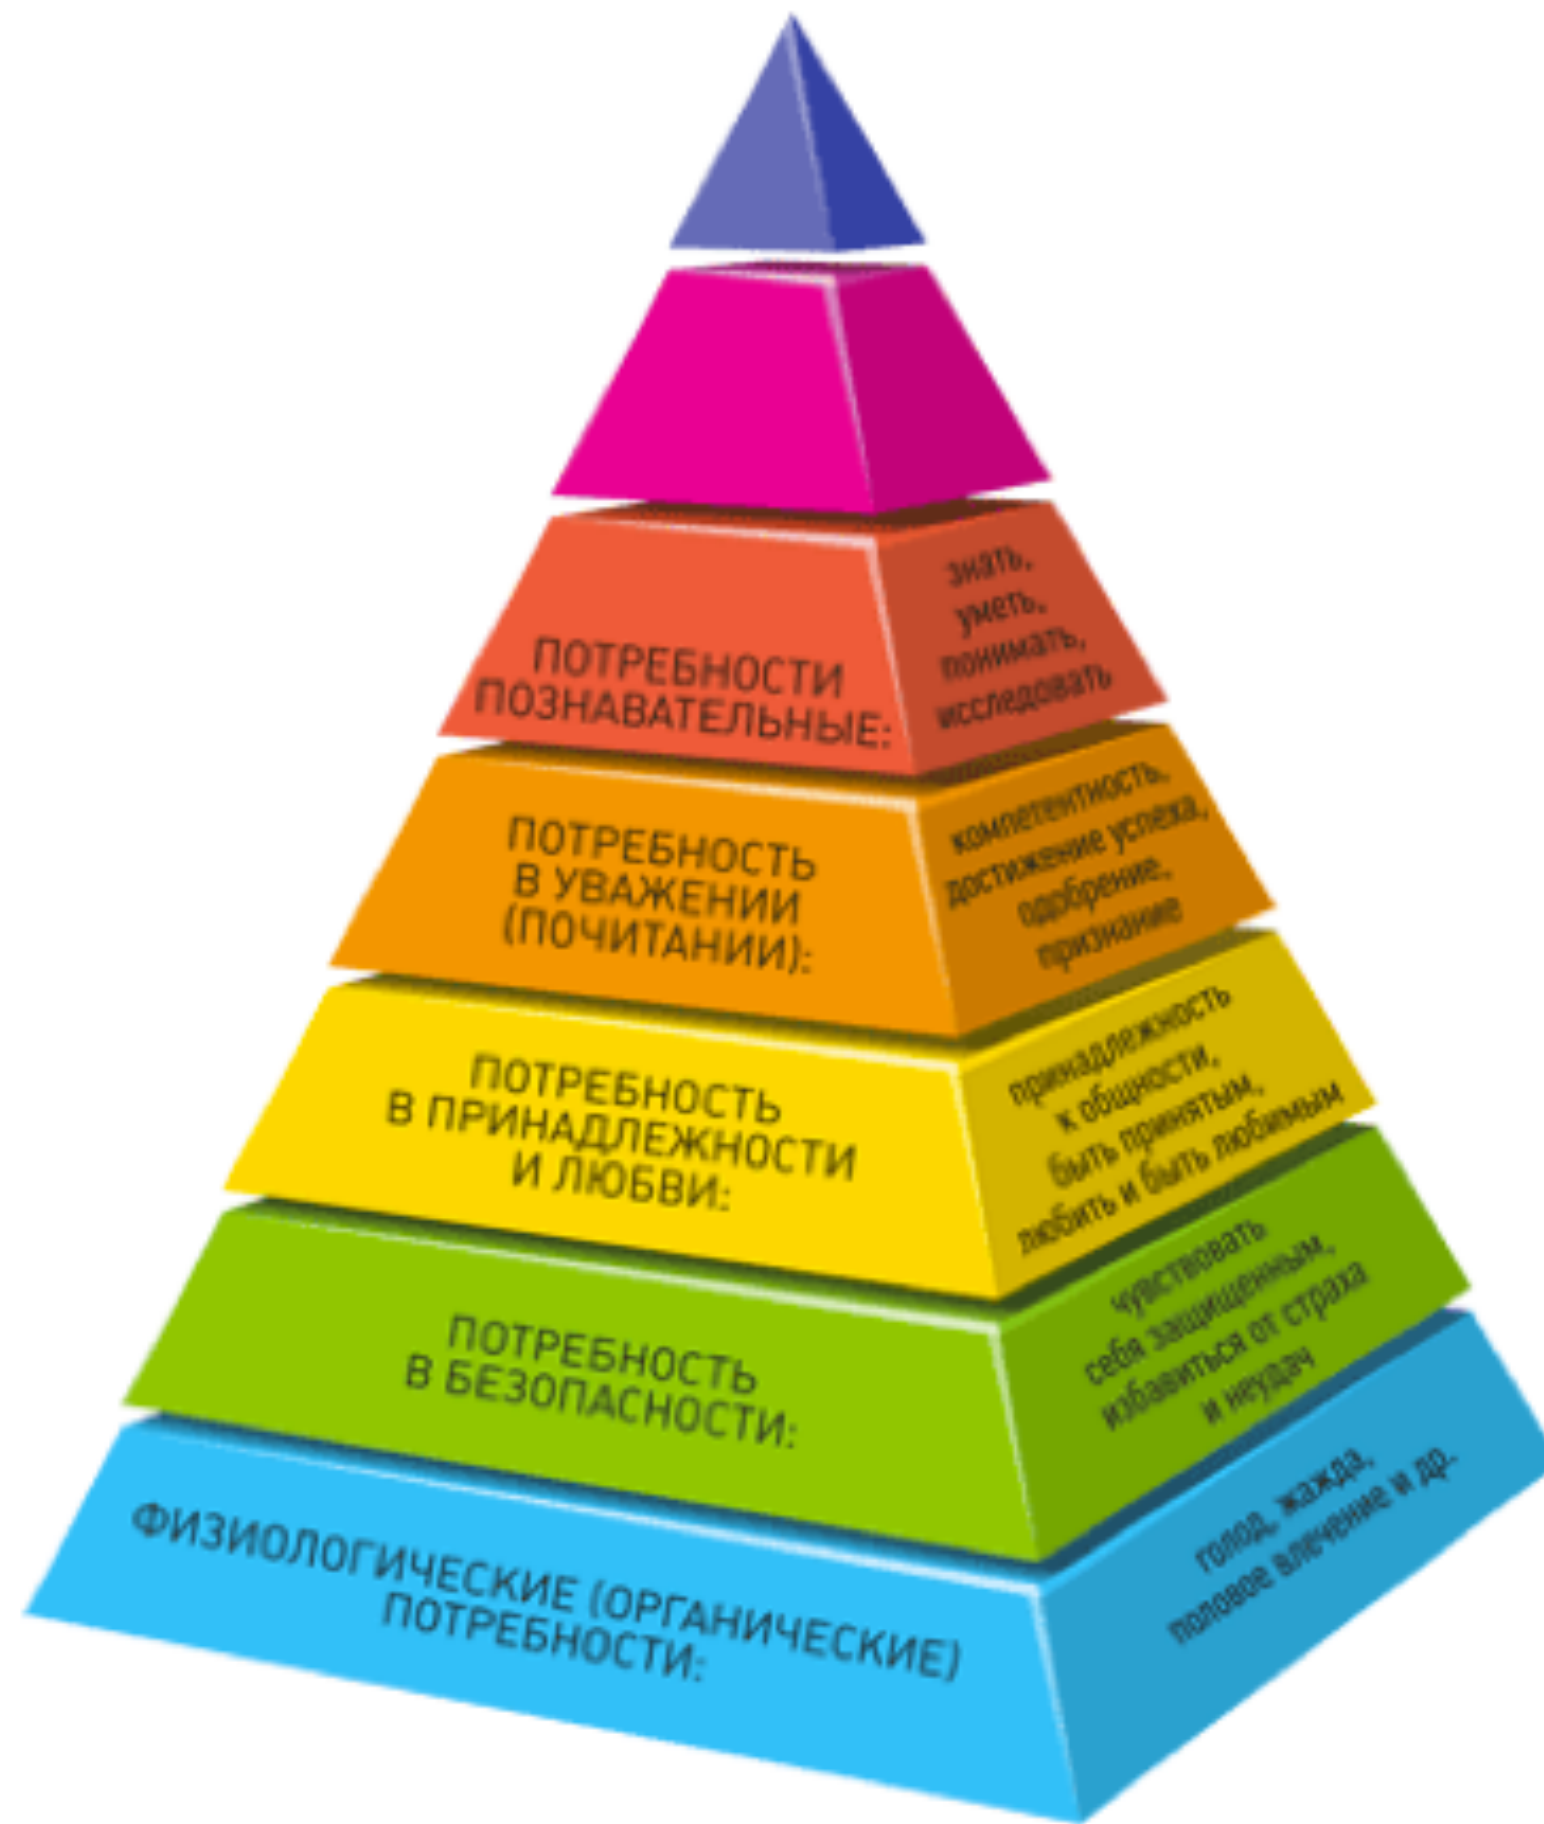 ПОТРЕБНОСТИ
ПОЗНАВАТЕЛЬНЫЕ:
знать,
уметь,
понимать,
исследовать
ПОТРЕБНОСТЬ
В УВАЖЕНИИ
(ПОЧИТАНИИ):
компетентность,
достижение успеха,
одобрение,
признание
ПОТРЕБНОСТЬ
В ПРИНАДЛЕЖНОСТИ
И ЛЮБВИ:
принадлежность
к общности,
быть принятым,
любить и быть любимым
ПОТРЕБНОСТЬ
В БЕЗОПАСНОСТИ:
чувствовать
себя защищенным,
избавиться от страха
и неудач
ФИЗИОЛОГИЧЕСКИЕ (ОРГАНИЧЕСКИЕ)
ПОТРЕБНОСТИ:
голод, жажда,
половое влечение и др.